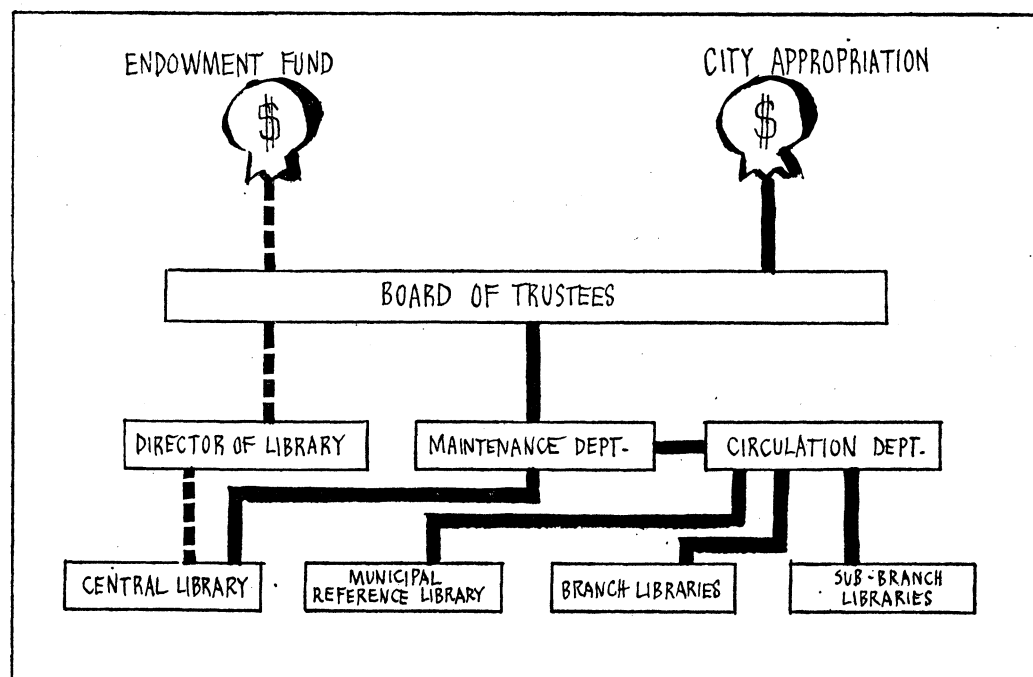 ENDOWMENT FUND
CITY APPROPRIATION
$
$
BOARD OF TRUSTEES
DIRECTOR OF LIBRARY
MAINTENANCE DEPT-
CIRCULATION DEPT.
CENTRAL LIBRARY
MUNICIPAL
REFERENCE LIBRARY
BRANCH LIBRARIES
SUB-BRANCH
LIBRARIES